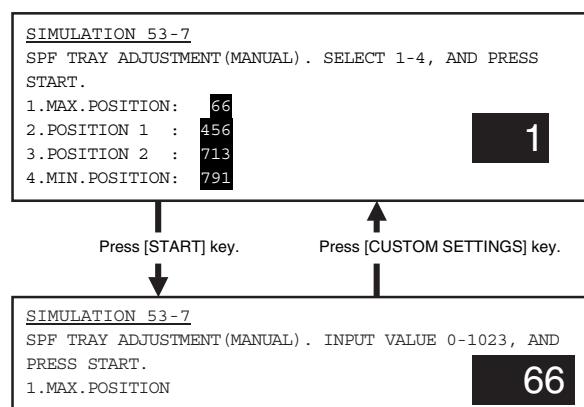 SIMULATION 53-7
SPF TRAY ADJUSTMENT(MANUAL). SELECT 1-4, AND PRESS
START.
1.MAX.POSITION: 66
2.POSITION 1 : 456
3.POSITION 2 : 713
4.MIN.POSITION: 791
1
Press [START] key.
Press [CUSTOM SETTINGS] key.
SIMULATION 53-7
SPF TRAY ADJUSTMENT(MANUAL). INPUT VALUE 0-1023, AND
PRESS START.
1.MAX.POSITION
66